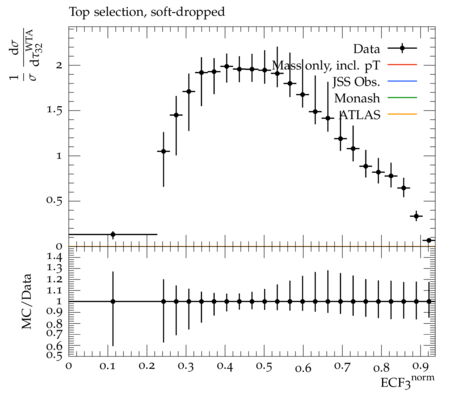 Top selection, soft-dropped
1/σ dσ/dτ₃₂^WTA
Data
Mass only, incl. pT
JSS Obs.
Monash
ATLAS
2
1.5
1
0.5
0
MC/Data
1.4
1.3
1.2
1.1
1
0.9
0.8
0.7
0.6
0.5
0 0.1 0.2 0.3 0.4 0.5 0.6 0.7 0.8 0.9
ECF3^norm